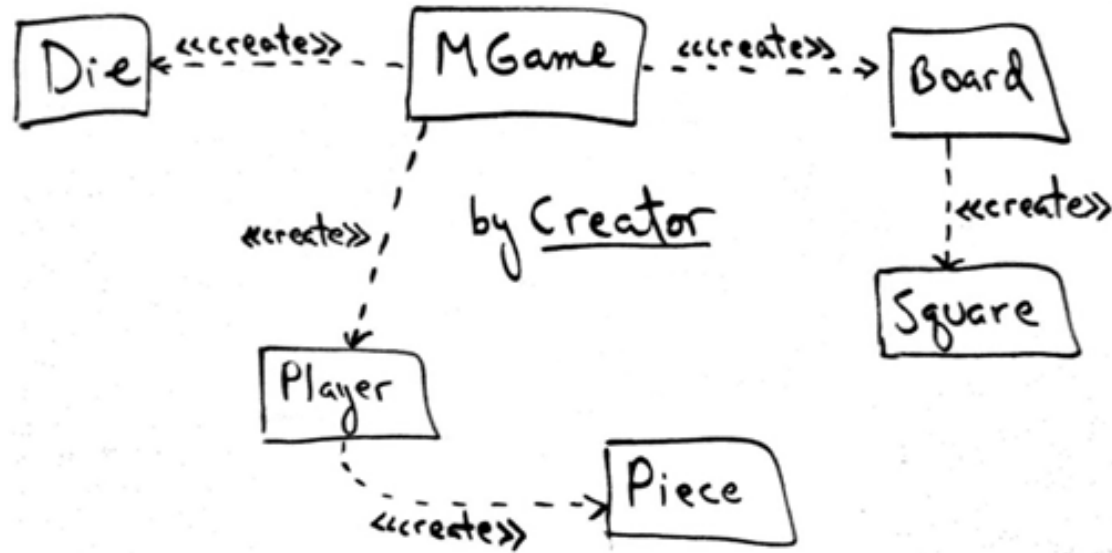 Die
<<create>>
MGame
<<create>>
Board
<<create>>
by Creator
<<create>>
Square
Player
Piece
<<create>>